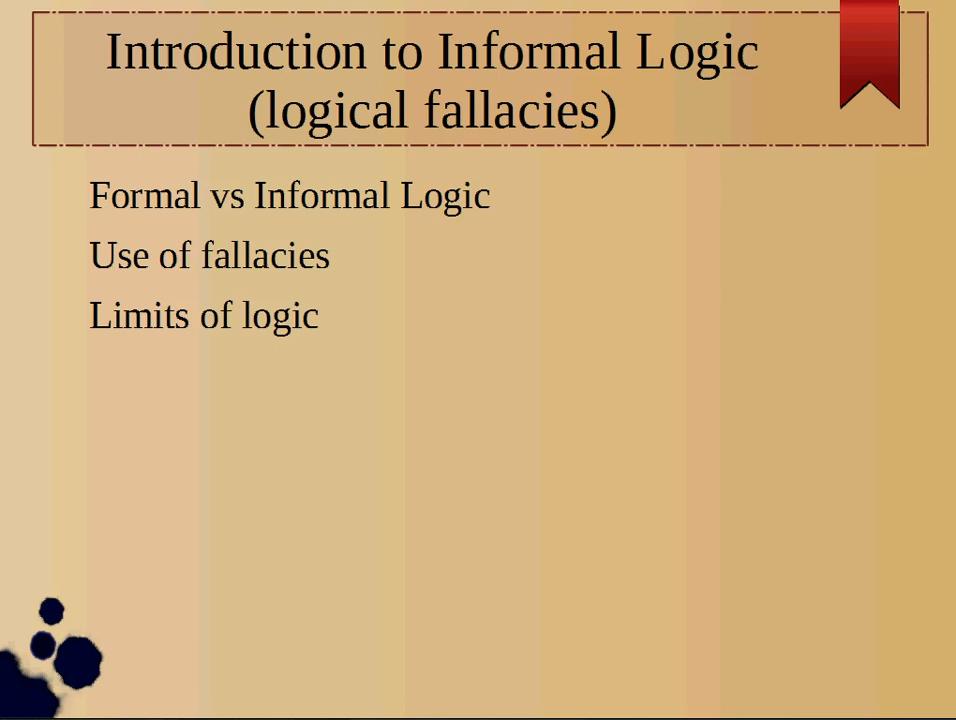 Introduction to Informal Logic
(logical fallacies)
Formal vs Informal Logic
Use of fallacies
Limits of logic